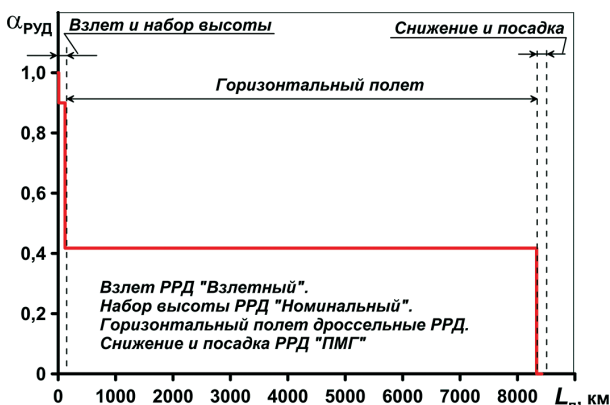 αРУД
Взлет и набор высоты
Снижение и посадка
Горизонтальный полет
1,0
0,8
0,6
0,4
0,2
0
Взлет РРД "Взлетный".
Набор высоты РРД "Номинальный".
Горизонтальный полет дроссельные РРД.
Снижение и посадка РРД "ПМГ"
0 1000 2000 3000 4000 5000 6000 7000 8000 Lп, км